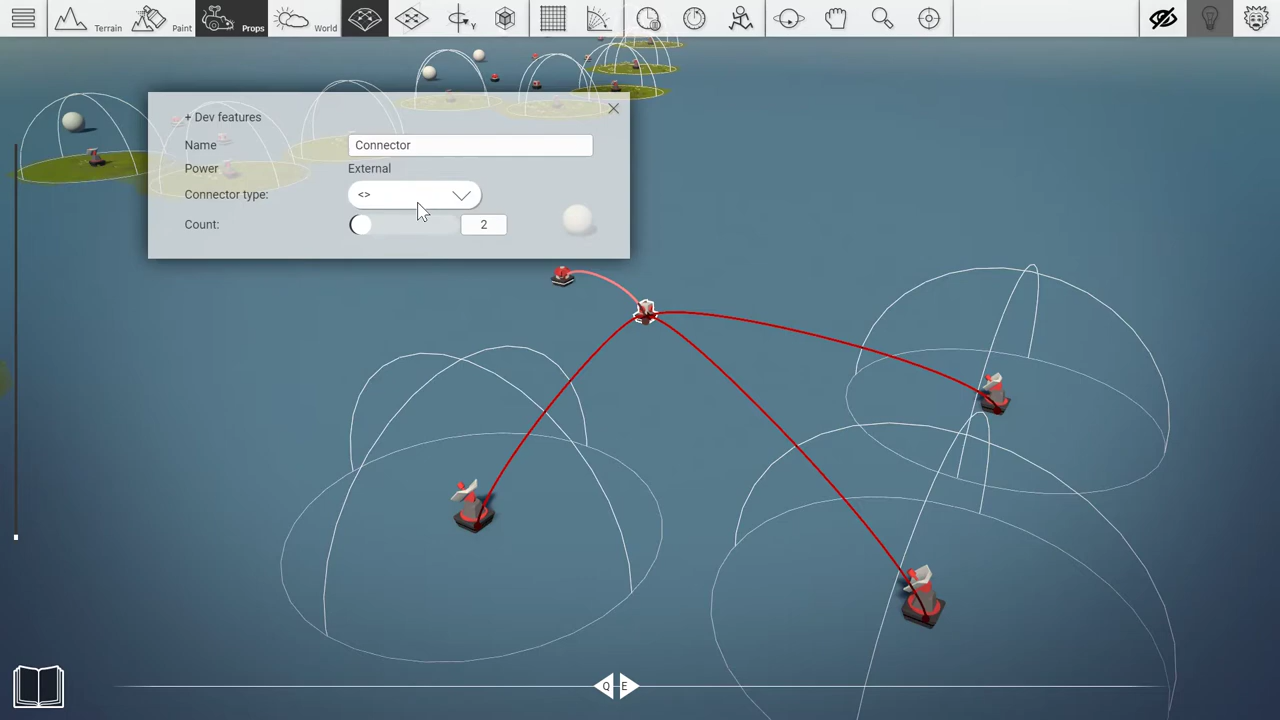 Terrain Paint Props World
Y
+ Dev features
Name Connector
Power External
Connector type: <>
Count: 2
Q E